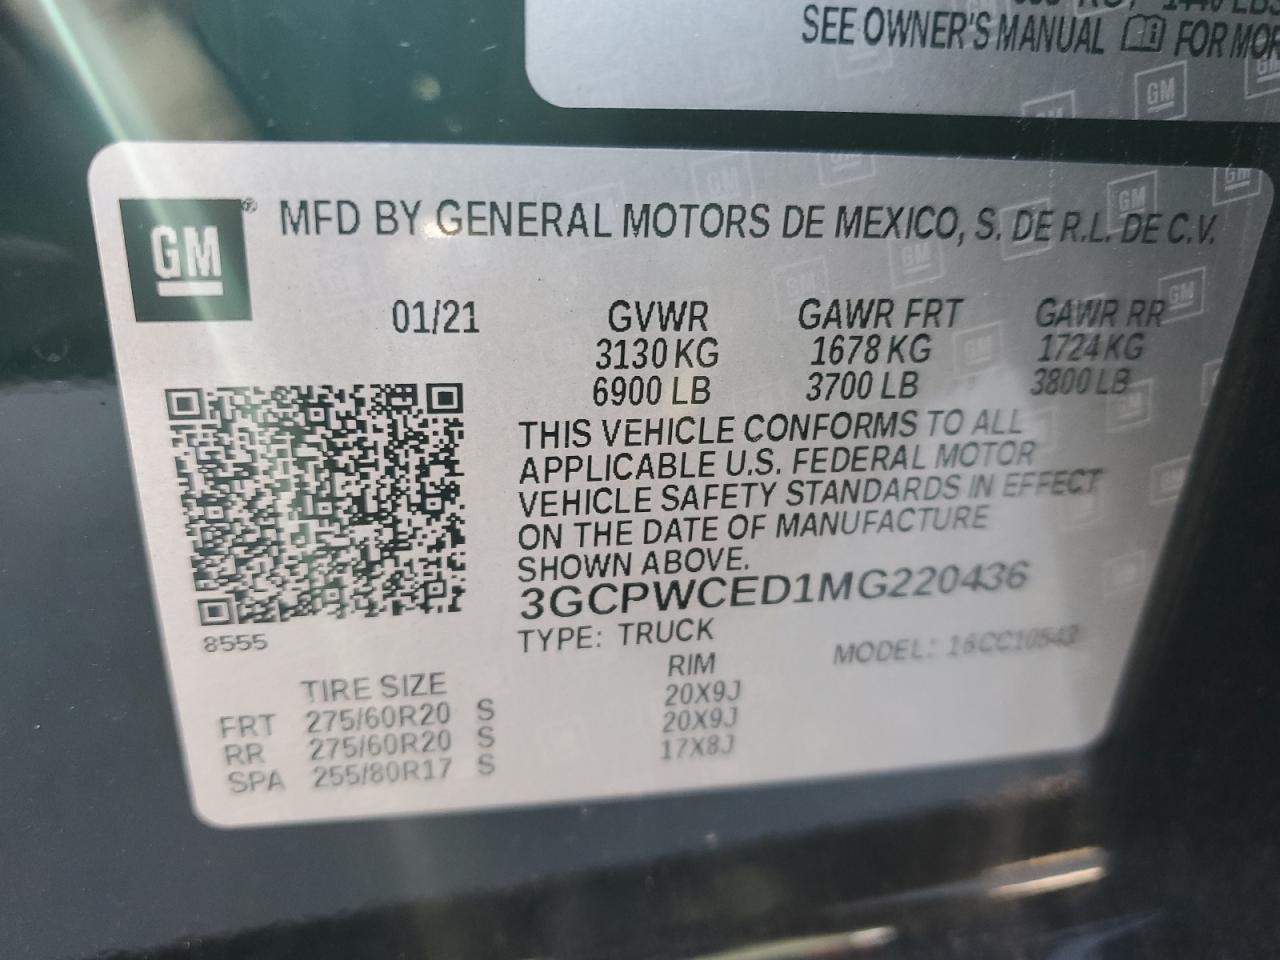 SEE OWNER'S MANUAL FOR MOR
GM ® MFD BY GENERAL MOTORS DE MEXICO, S. DE R.L. DE C.V.
01/21 GVWR GAWR FRT GAWR RR
3130 KG 1678 KG 1724 KG
6900 LB 3700 LB 3800 LB
THIS VEHICLE CONFORMS TO ALL
APPLICABLE U.S. FEDERAL MOTOR
VEHICLE SAFETY STANDARDS IN EFFECT
ON THE DATE OF MANUFACTURE
SHOWN ABOVE.
3GCPWCED1MG220436
8555
TYPE: TRUCK MODEL: 16CC10543
TIRE SIZE RIM
FRT 275/60R20 S 20X9J
RR 275/60R20 S 20X9J
SPA 255/80R17 S 17X8J